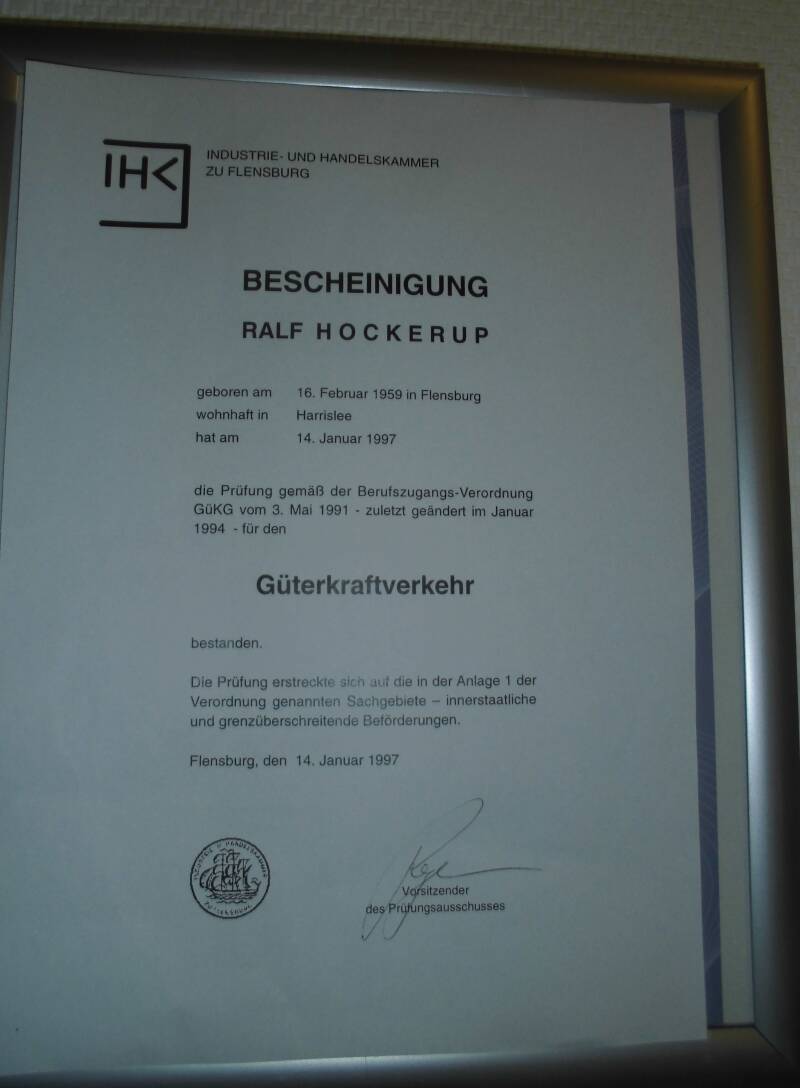 IHK
INDUSTRIE- UND HANDELSKAMMER
ZU FLENSBURG
BESCHEINIGUNG
RALF HOCKERUP
geboren am 16. Februar 1959 in Flensburg
wohnhaft in Harrislee
hat am 14. Januar 1997
die Prüfung gemäß der Berufszugangs-Verordnung
GüKG vom 3. Mai 1991 - zuletzt geändert im Januar
1994 - für den
Güterkraftverkehr
bestanden.
Die Prüfung erstreckte sich auf die in der Anlage 1 der
Verordnung genannten Sachgebiete – innerstaatliche
und grenzüberschreitende Beförderungen.
Flensburg, den 14. Januar 1997
Vorsitzender
des Prüfungsausschusses